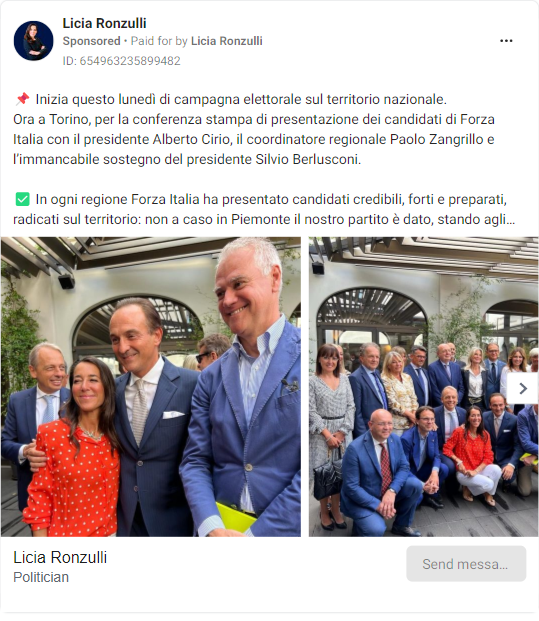 Licia Ronzulli
Sponsored • Paid for by Licia Ronzulli
ID: 654963235899482
📌 Inizia questo lunedì di campagna elettorale sul territorio nazionale.
Ora a Torino, per la conferenza stampa di presentazione dei candidati di Forza
Italia con il presidente Alberto Cirio, il coordinatore regionale Paolo Zangrillo e
l'immancabile sostegno del presidente Silvio Berlusconi.
✅ In ogni regione Forza Italia ha presentato candidati credibili, forti e preparati,
radicati sul territorio: non a caso in Piemonte il nostro partito è dato, stando agli...
Licia Ronzulli
Politician
Send messa...